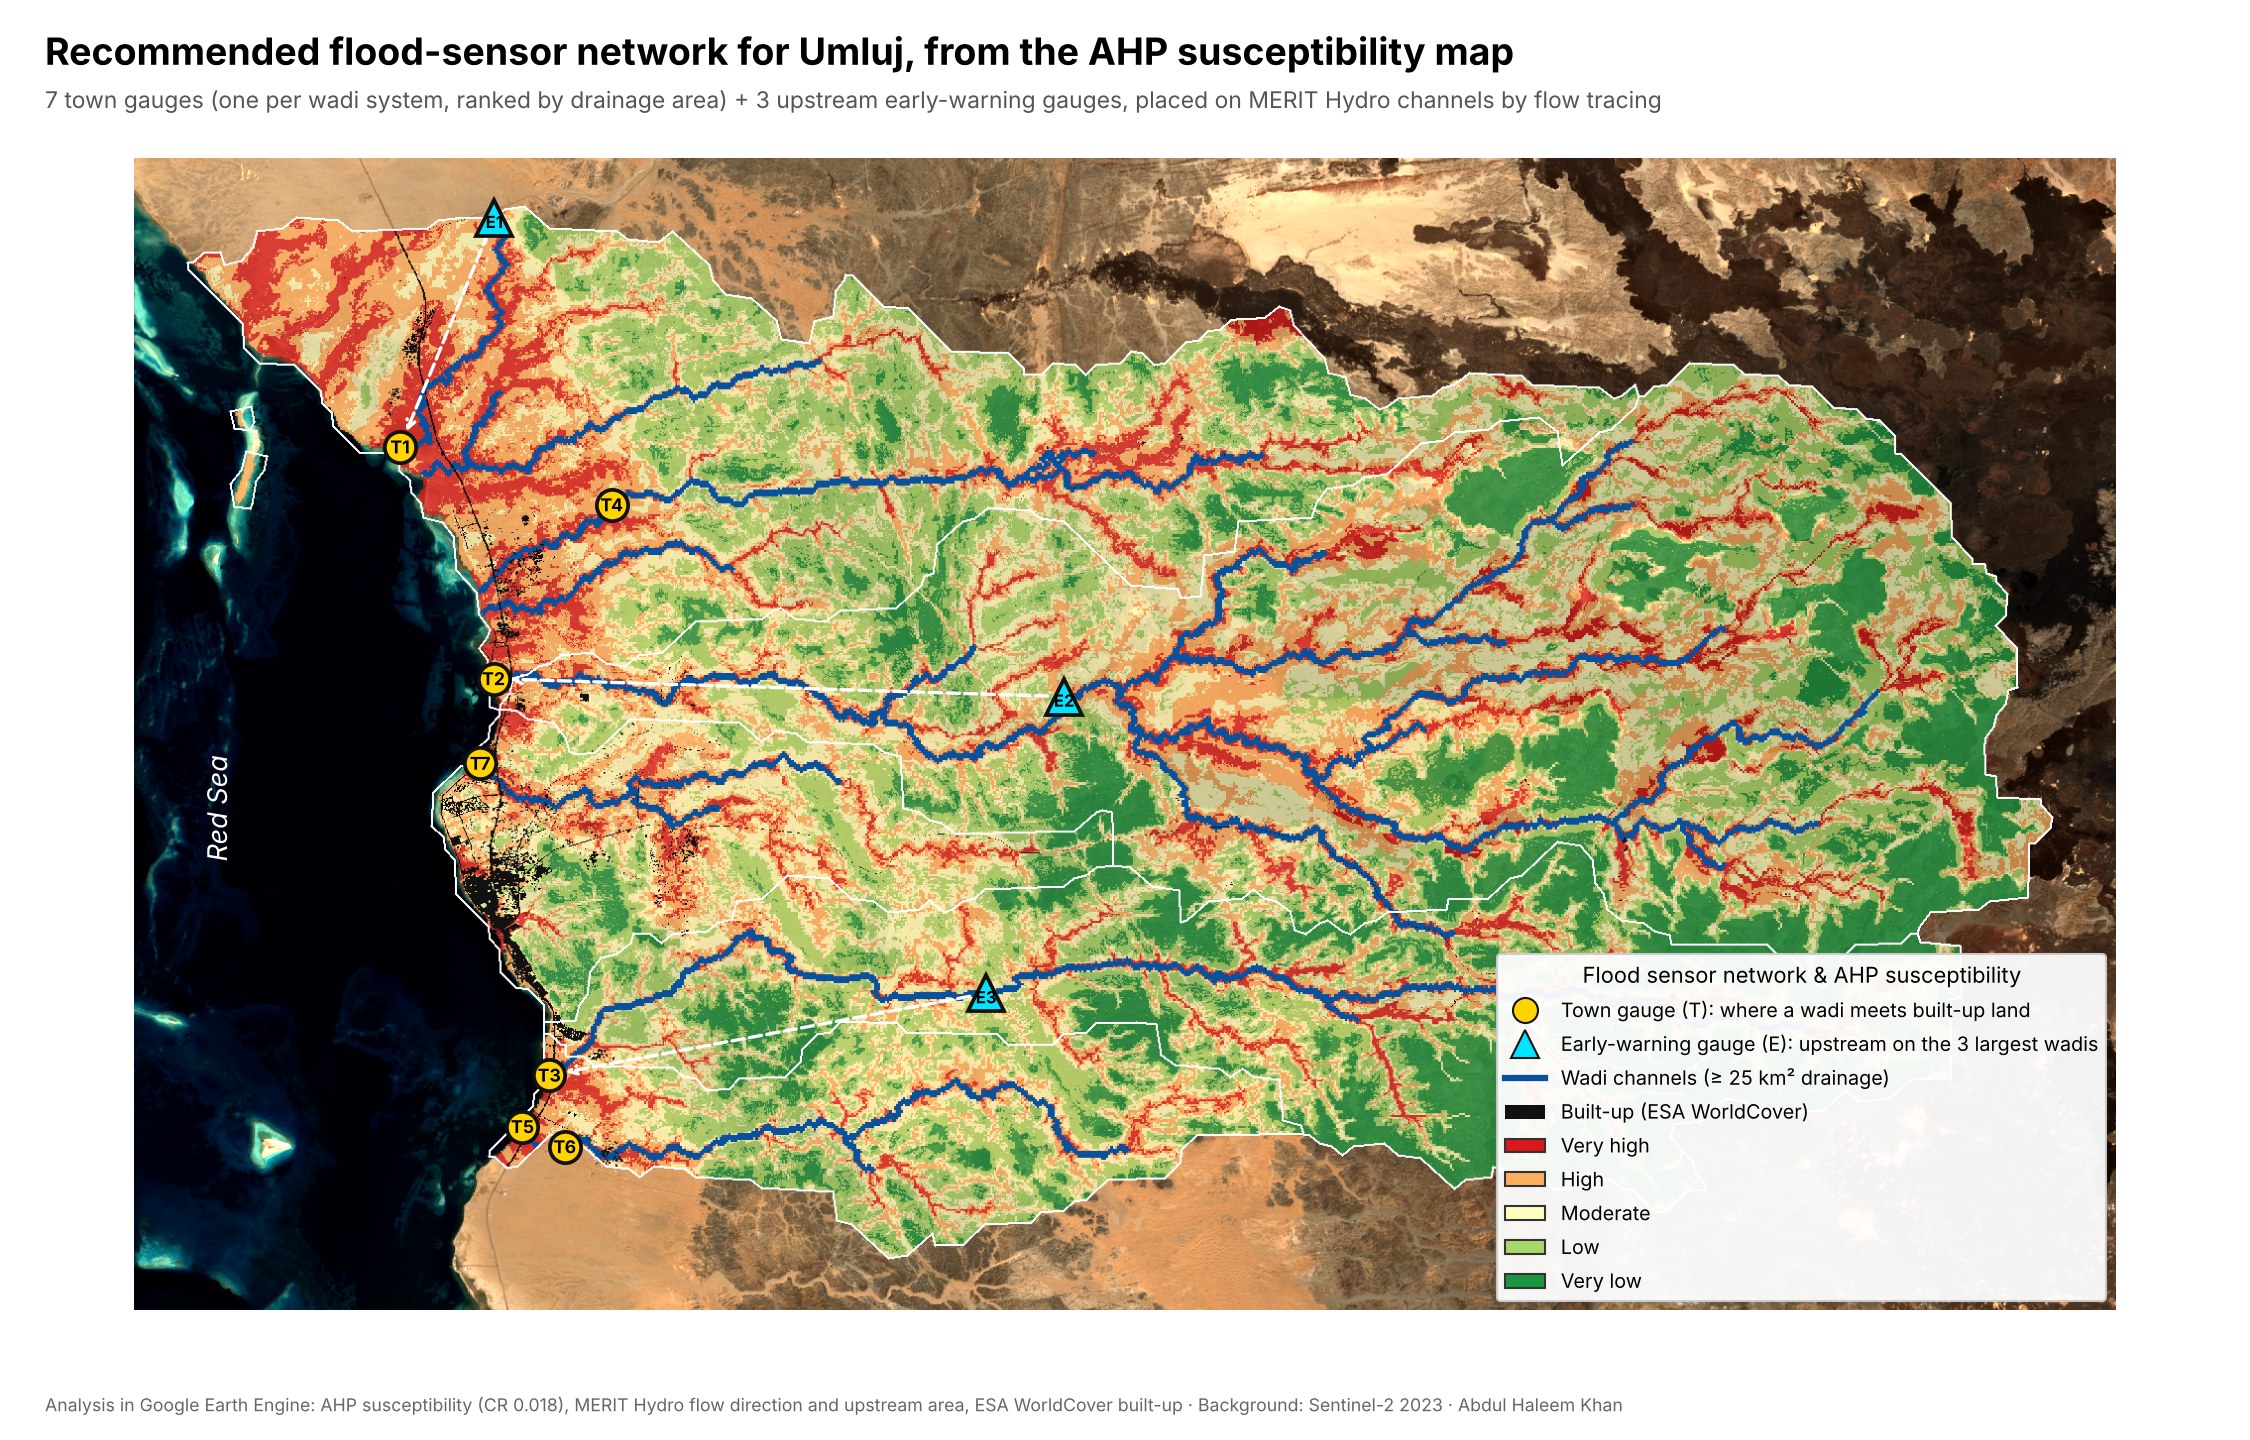 Recommended flood-sensor network for Umluj, from the AHP susceptibility map
7 town gauges (one per wadi system, ranked by drainage area) + 3 upstream early-warning gauges, placed on MERIT Hydro channels by flow tracing
E1
T1
T4
T2
E2
T7
Red Sea
E3
T3
T5
T6
Flood sensor network & AHP susceptibility
Town gauge (T): where a wadi meets built-up land
Early-warning gauge (E): upstream on the 3 largest wadis
Wadi channels (≥ 25 km² drainage)
Built-up (ESA WorldCover)
Very high
High
Moderate
Low
Very low
Analysis in Google Earth Engine: AHP susceptibility (CR 0.018), MERIT Hydro flow direction and upstream area, ESA WorldCover built-up · Background: Sentinel-2 2023 · Abdul Haleem Khan